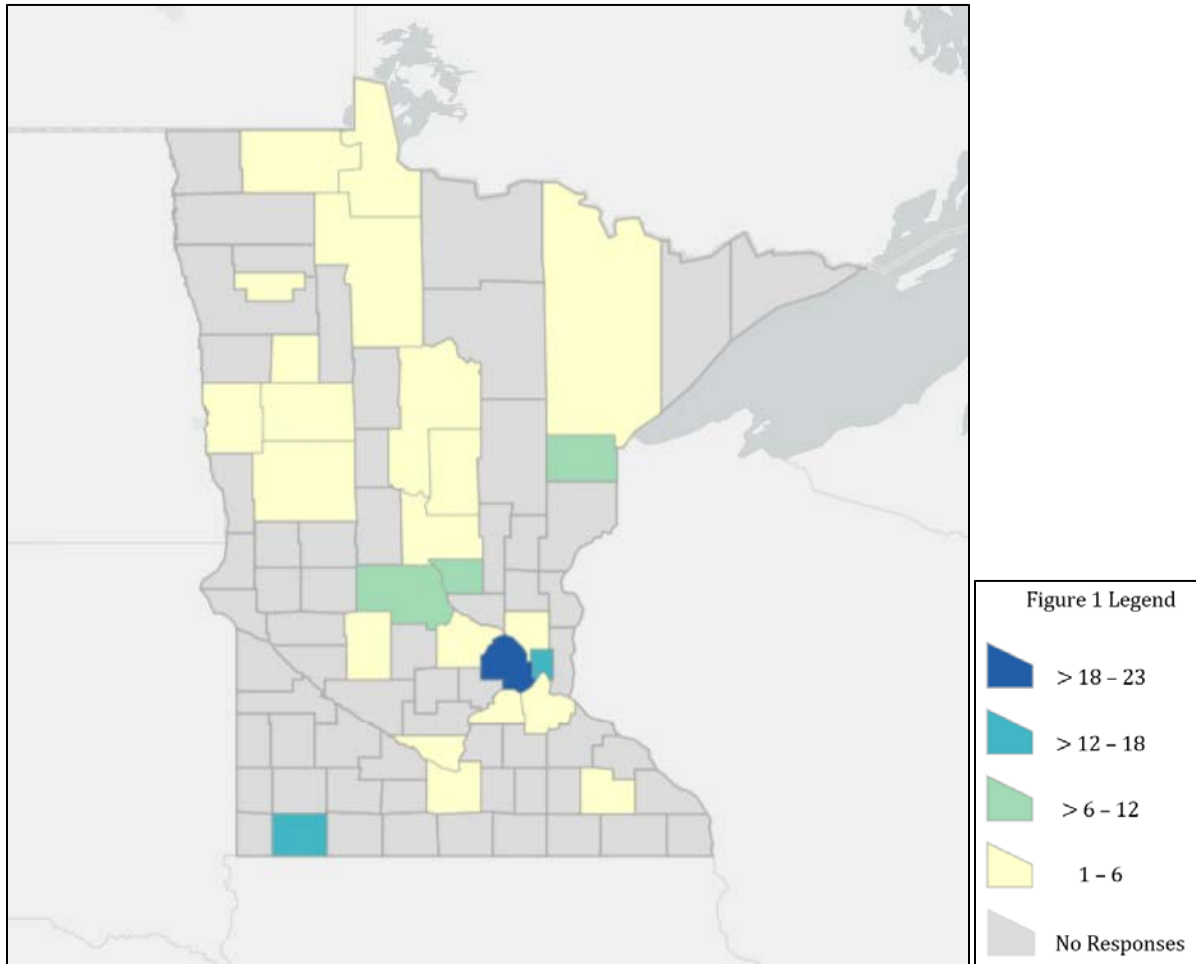 Figure 1 Legend
> 18 – 23
> 12 – 18
> 6 – 12
1 – 6
No Responses